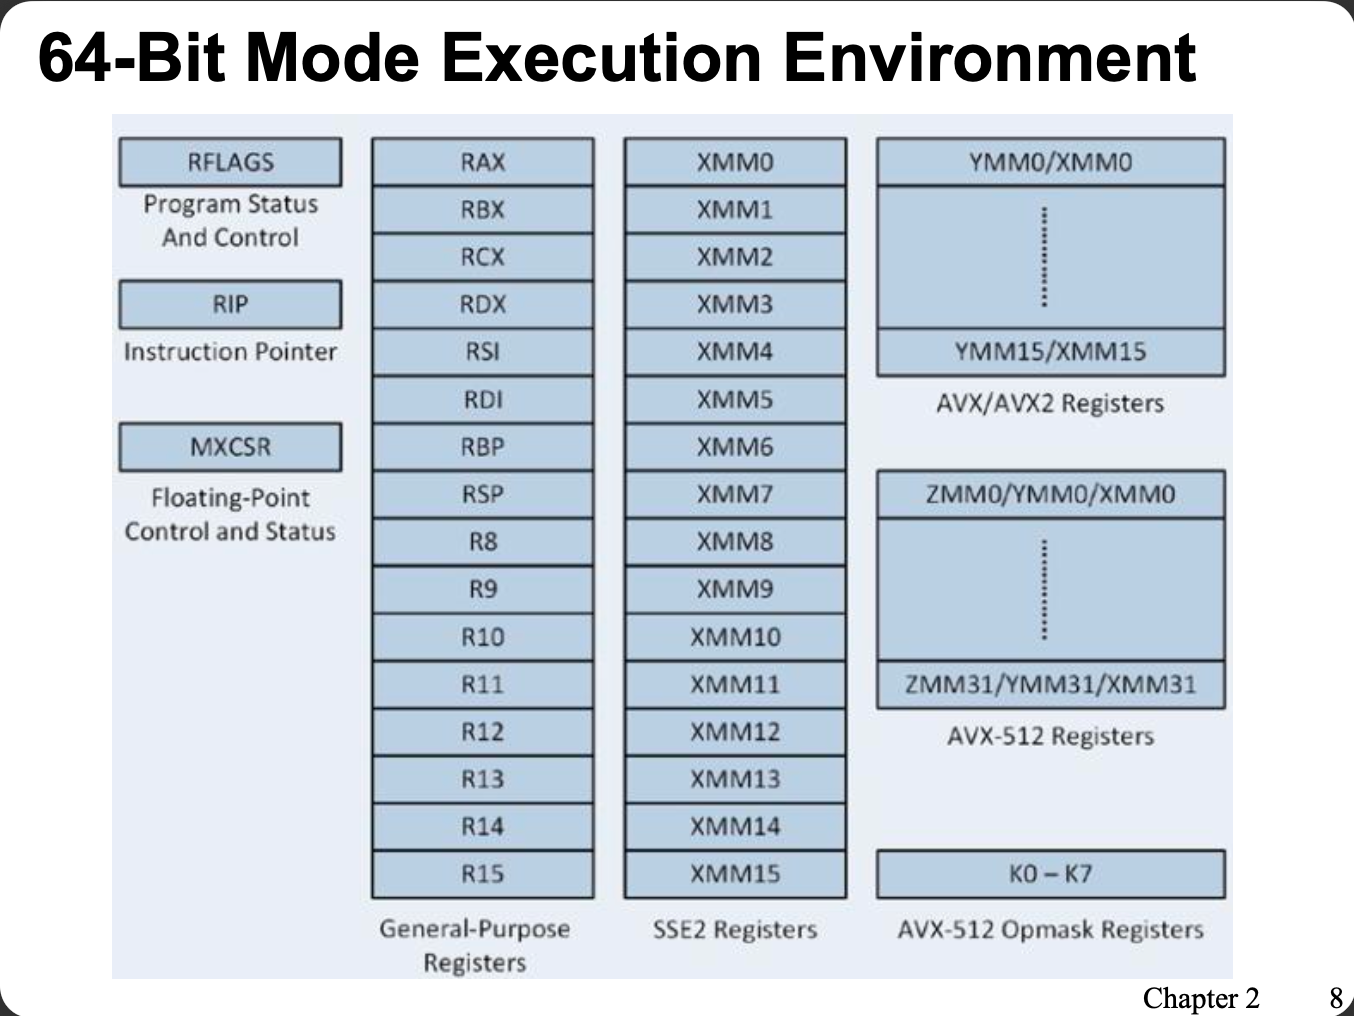 64-Bit Mode Execution Environment
RFLAGS
Program Status
And Control
RIP
Instruction Pointer
MXCSR
Floating-Point
Control and Status
RAX
RBX
RCX
RDX
RSI
RDI
RBP
RSP
R8
R9
R10
R11
R12
R13
R14
R15
General-Purpose
Registers
XMM0
XMM1
XMM2
XMM3
XMM4
XMM5
XMM6
XMM7
XMM8
XMM9
XMM10
XMM11
XMM12
XMM13
XMM14
XMM15
SSE2 Registers
YMM0/XMM0
YMM15/XMM15
AVX/AVX2 Registers
ZMM0/YMM0/XMM0
ZMM31/YMM31/XMM31
AVX-512 Registers
K0 – K7
AVX-512 Opmask Registers
Chapter 2
8